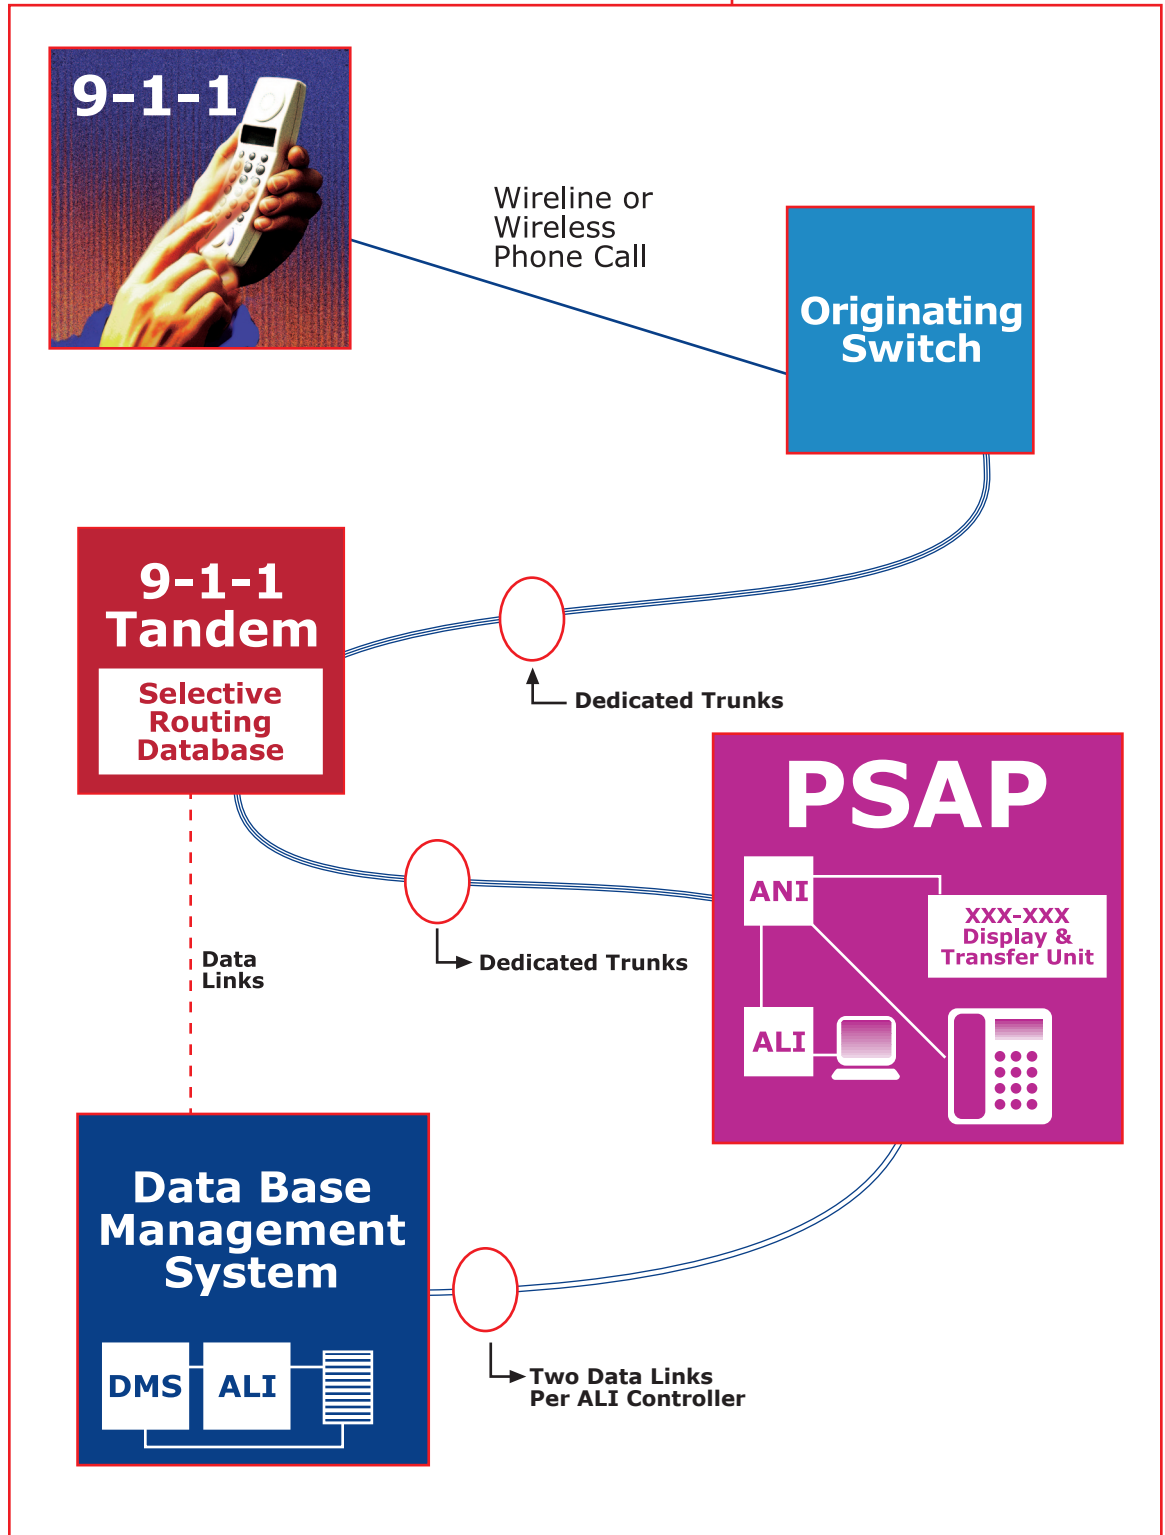 9-1-1
Wireline or
Wireless
Phone Call
Originating
Switch
9-1-1
Tandem
Selective
Routing
Database
Dedicated Trunks
PSAP
ANI
XXX-XXX
Display &
Transfer Unit
ALI
Dedicated Trunks
Data
Links
Data Base
Management
System
DMS
ALI
Two Data Links
Per ALI Controller